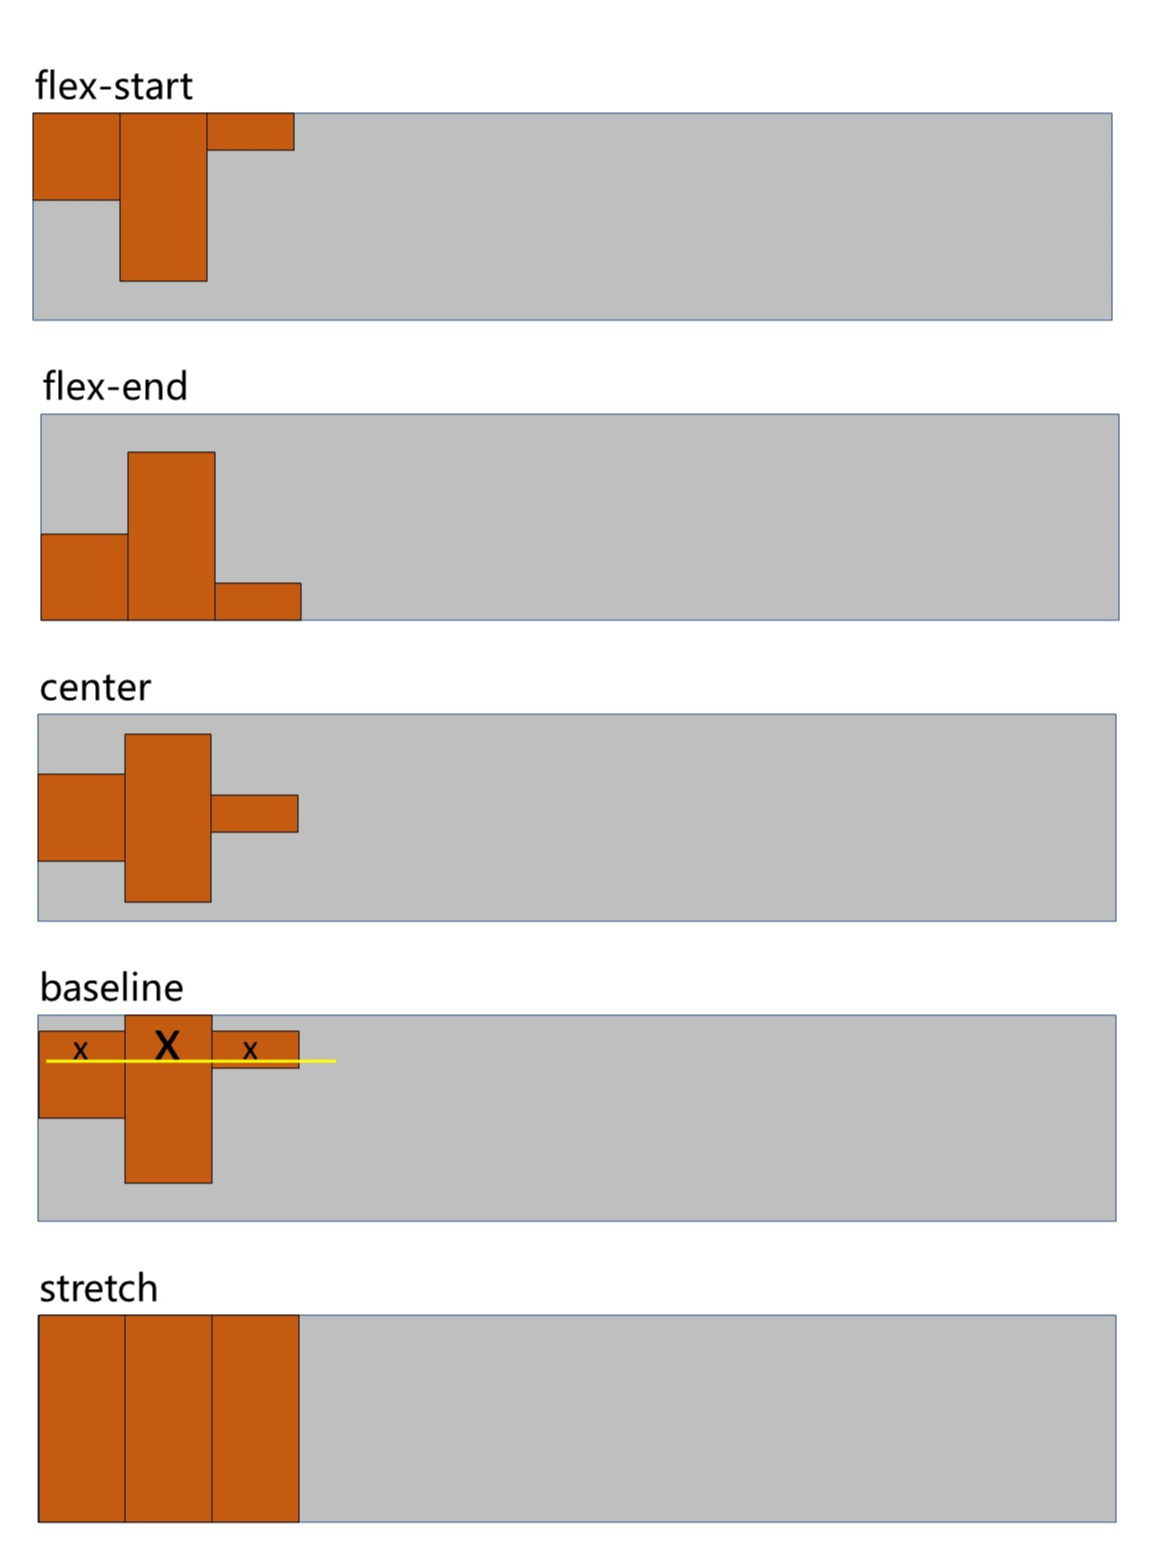 flex-start
flex-end
center
baseline
x X x
stretch